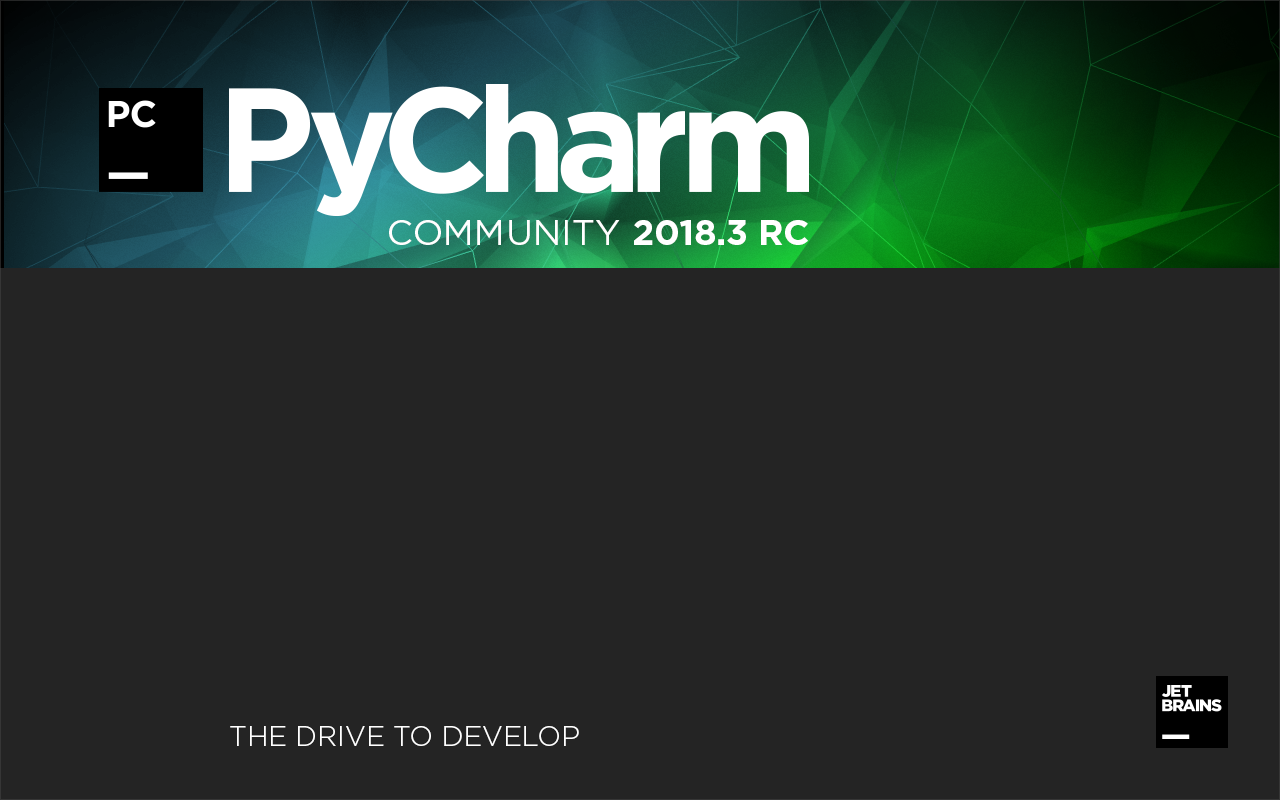 PC
PyCharm
COMMUNITY 2018.3 RC
THE DRIVE TO DEVELOP
JET
BRAINS